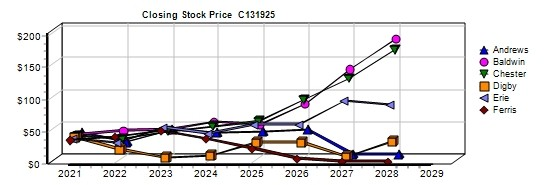 Closing Stock Price C131925
$200
$150
$100
$50
$0
2021 2022 2023 2024 2025 2026 2027 2028 2029
Andrews
Baldwin
Chester
Digby
Erie
Ferris